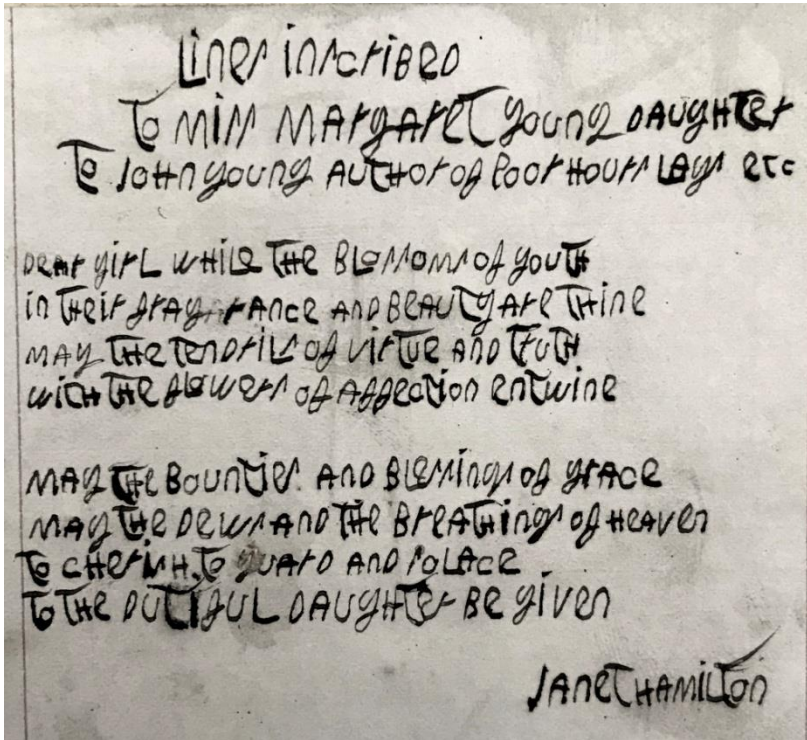 Lines inscribed
To Miss Margaret Young Daughter
To John Young Author of Poor Hours Lays etc
Dear girl while the Blossoms of youth
in their fragrance and Beauty are thine
may the tendrils of virtue and truth
with the flowers of affection entwine
May the Bounties and Blessings of grace
may the Dews and the Breathings of Heaven
to cherish to guard and solace
to the dutiful daughter Be given
Janet Hamilton